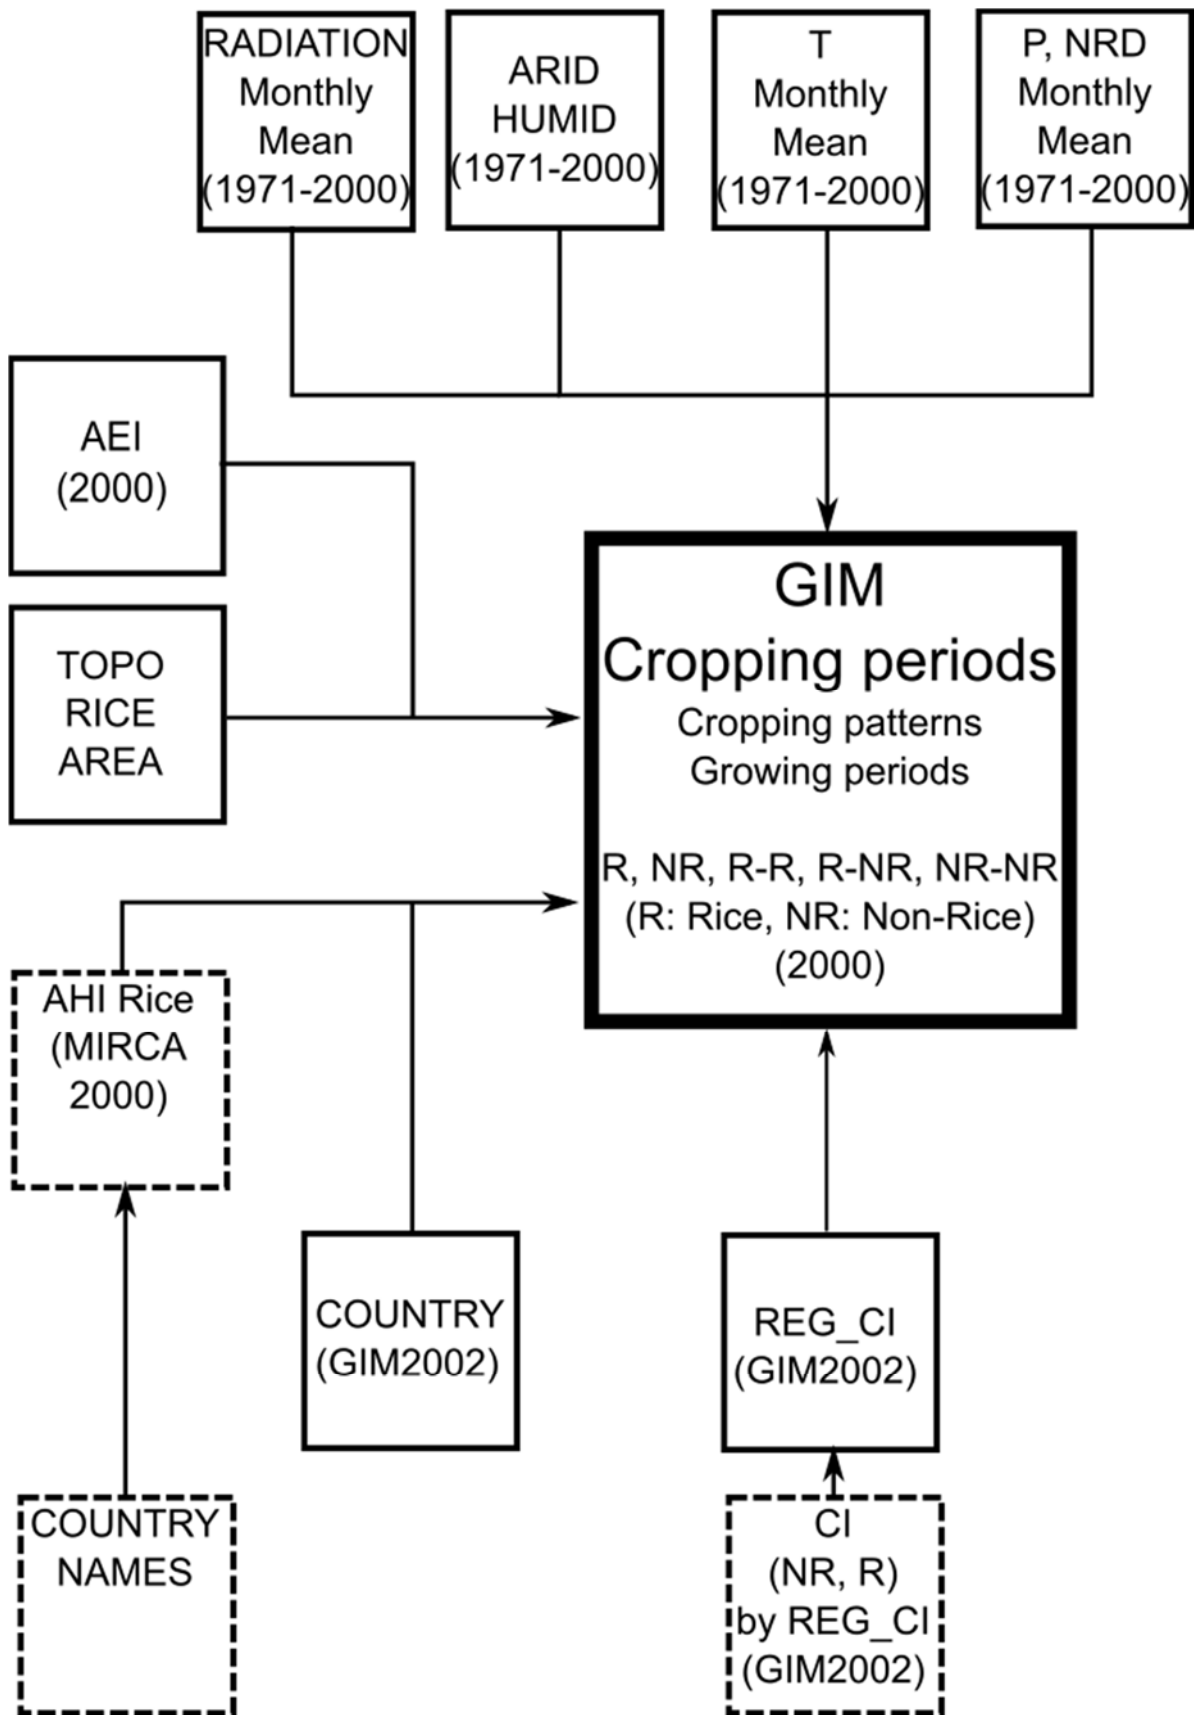 RADIATION
Monthly
Mean
(1971-2000)
ARID
HUMID
(1971-2000)
T
Monthly
Mean
(1971-2000)
P, NRD
Monthly
Mean
(1971-2000)
AEI
(2000)
TOPO
RICE
AREA
GIM
Cropping periods
Cropping patterns
Growing periods
R, NR, R-R, R-NR, NR-NR
(R: Rice, NR: Non-Rice)
(2000)
AHI Rice
(MIRCA
2000)
COUNTRY
(GIM2002)
REG_CI
(GIM2002)
COUNTRY
NAMES
CI
(NR, R)
by REG_CI
(GIM2002)